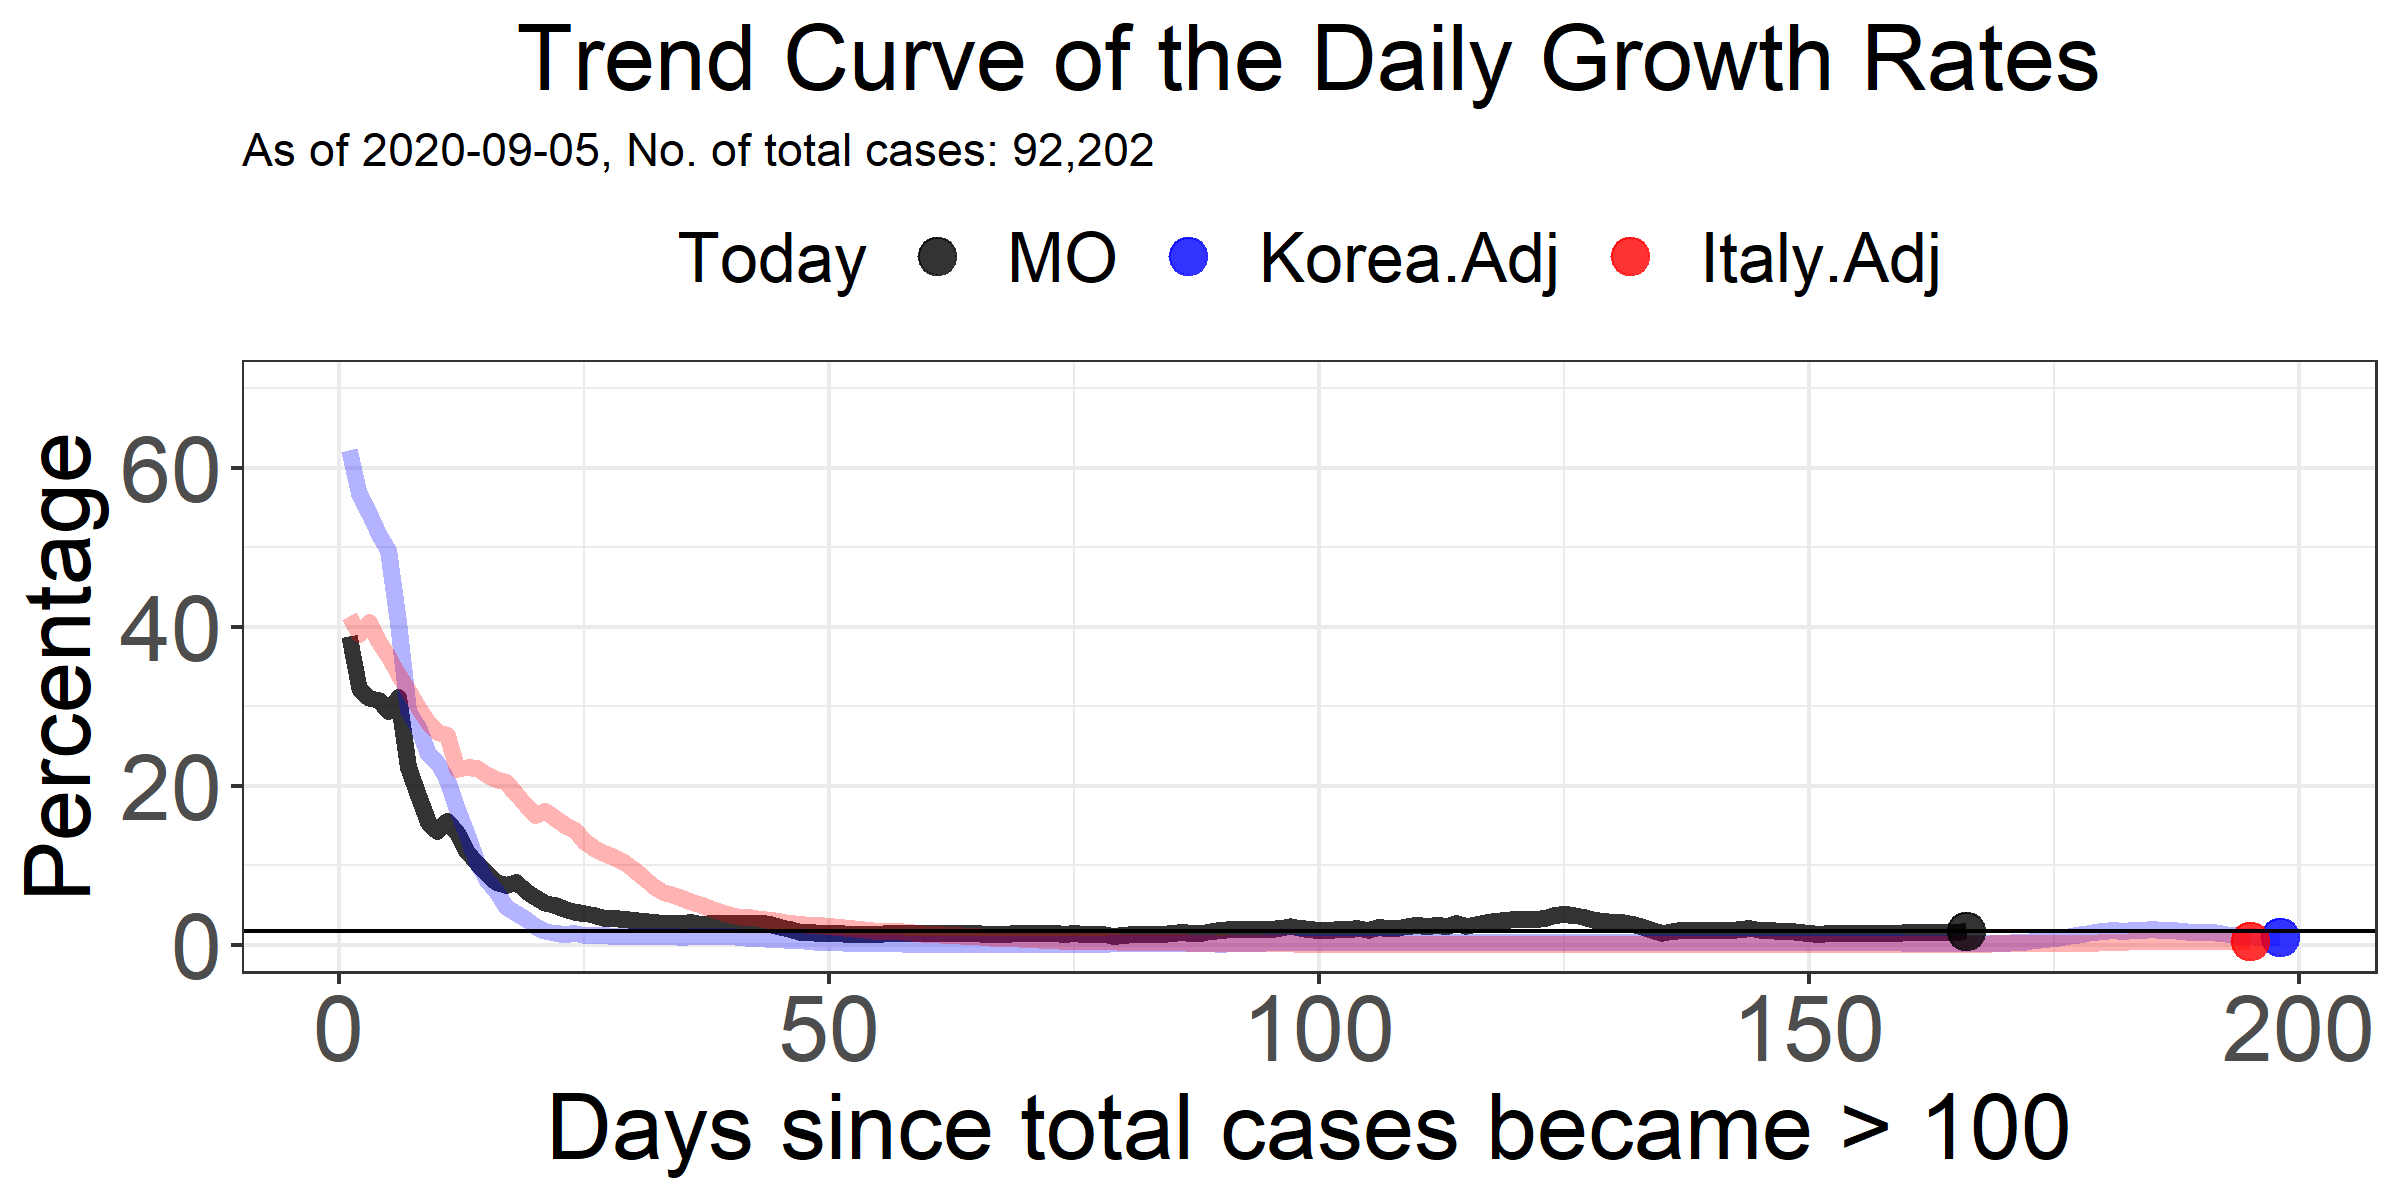 Trend Curve of the Daily Growth Rates
As of 2020-09-05, No. of total cases: 92,202
Today MO Korea.Adj Italy.Adj
Percentage
60
40
20
0
0 50 100 150 200
Days since total cases became > 100